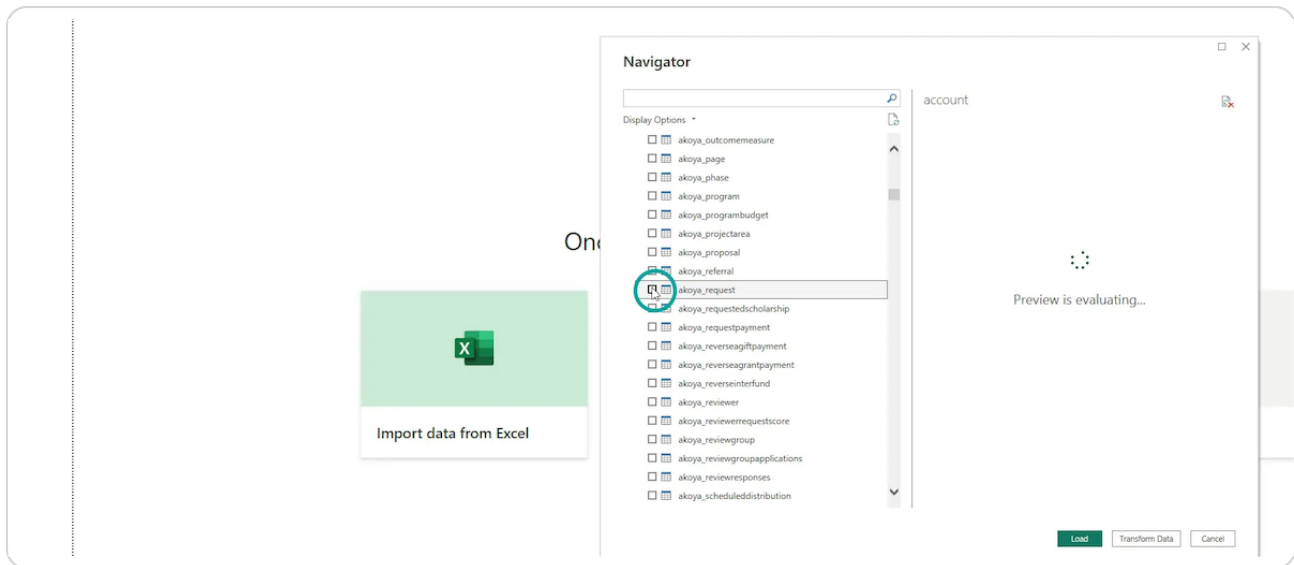 Navigator
account
Display Options
akoya_outcomemeasure
akoya_page
akoya_phase
akoya_program
akoya_programbudget
akoya_projectarea
akoya_proposal
akoya_referral
akoya_request
akoya_requestedscholarship
akoya_requestpayment
akoya_reverseagiftpayment
akoya_reverseagrantpayment
akoya_reverseinterfund
akoya_reviewer
akoya_reviewerrequestscore
akoya_reviewgroup
akoya_reviewgroupapplications
akoya_reviewresponses
akoya_scheduleddistribution
Preview is evaluating...
Load
Transform Data
Cancel
X
Import data from Excel